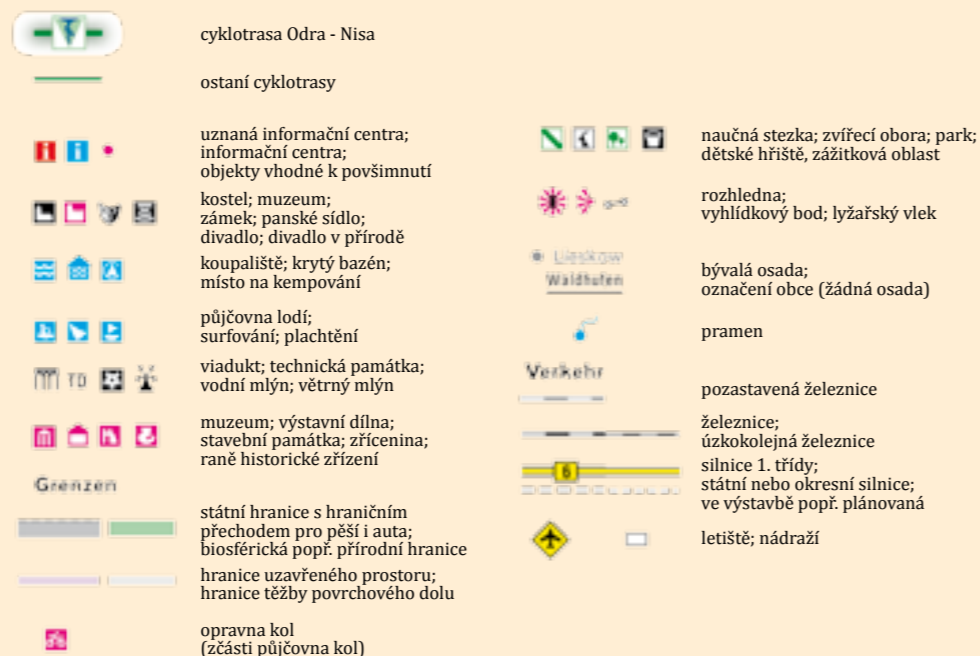 cyklotrasa Odra - Nisa
ostaní cyklotrasy
uznaná informační centra;
informační centra;
objekty vhodné k povšimnutí
kostel; muzeum;
zámek; panské sídlo;
divadlo; divadlo v přírodě
koupaliště; krytý bazén;
místo na kempování
půjčovna lodí;
surfování; plachtění
TD
viadukt; technická památka;
vodní mlýn; větrný mlýn
muzeum; výstavní dílna;
stavební památka; zřícenina;
raně historické zřízení
Grenzen
státní hranice s hraničním
přechodem pro pěší i auta;
biosférická popř. přírodní hranice
hranice uzavřeného prostoru;
hranice těžby povrchového dolu
opravna kol
(zčásti půjčovna kol)
naučná stezka; zvířecí obora; park;
dětské hřiště, zážitková oblast
rozhledna;
vyhlídkový bod; lyžařský vlek
Lieskow
Waldhufen
bývalá osada;
označení obce (žádná osada)
pramen
Verkehr
pozastavená železnice
železnice;
úzkokolejná železnice
6
silnice 1. třídy;
státní nebo okresní silnice;
ve výstavbě popř. plánovaná
letiště; nádraží